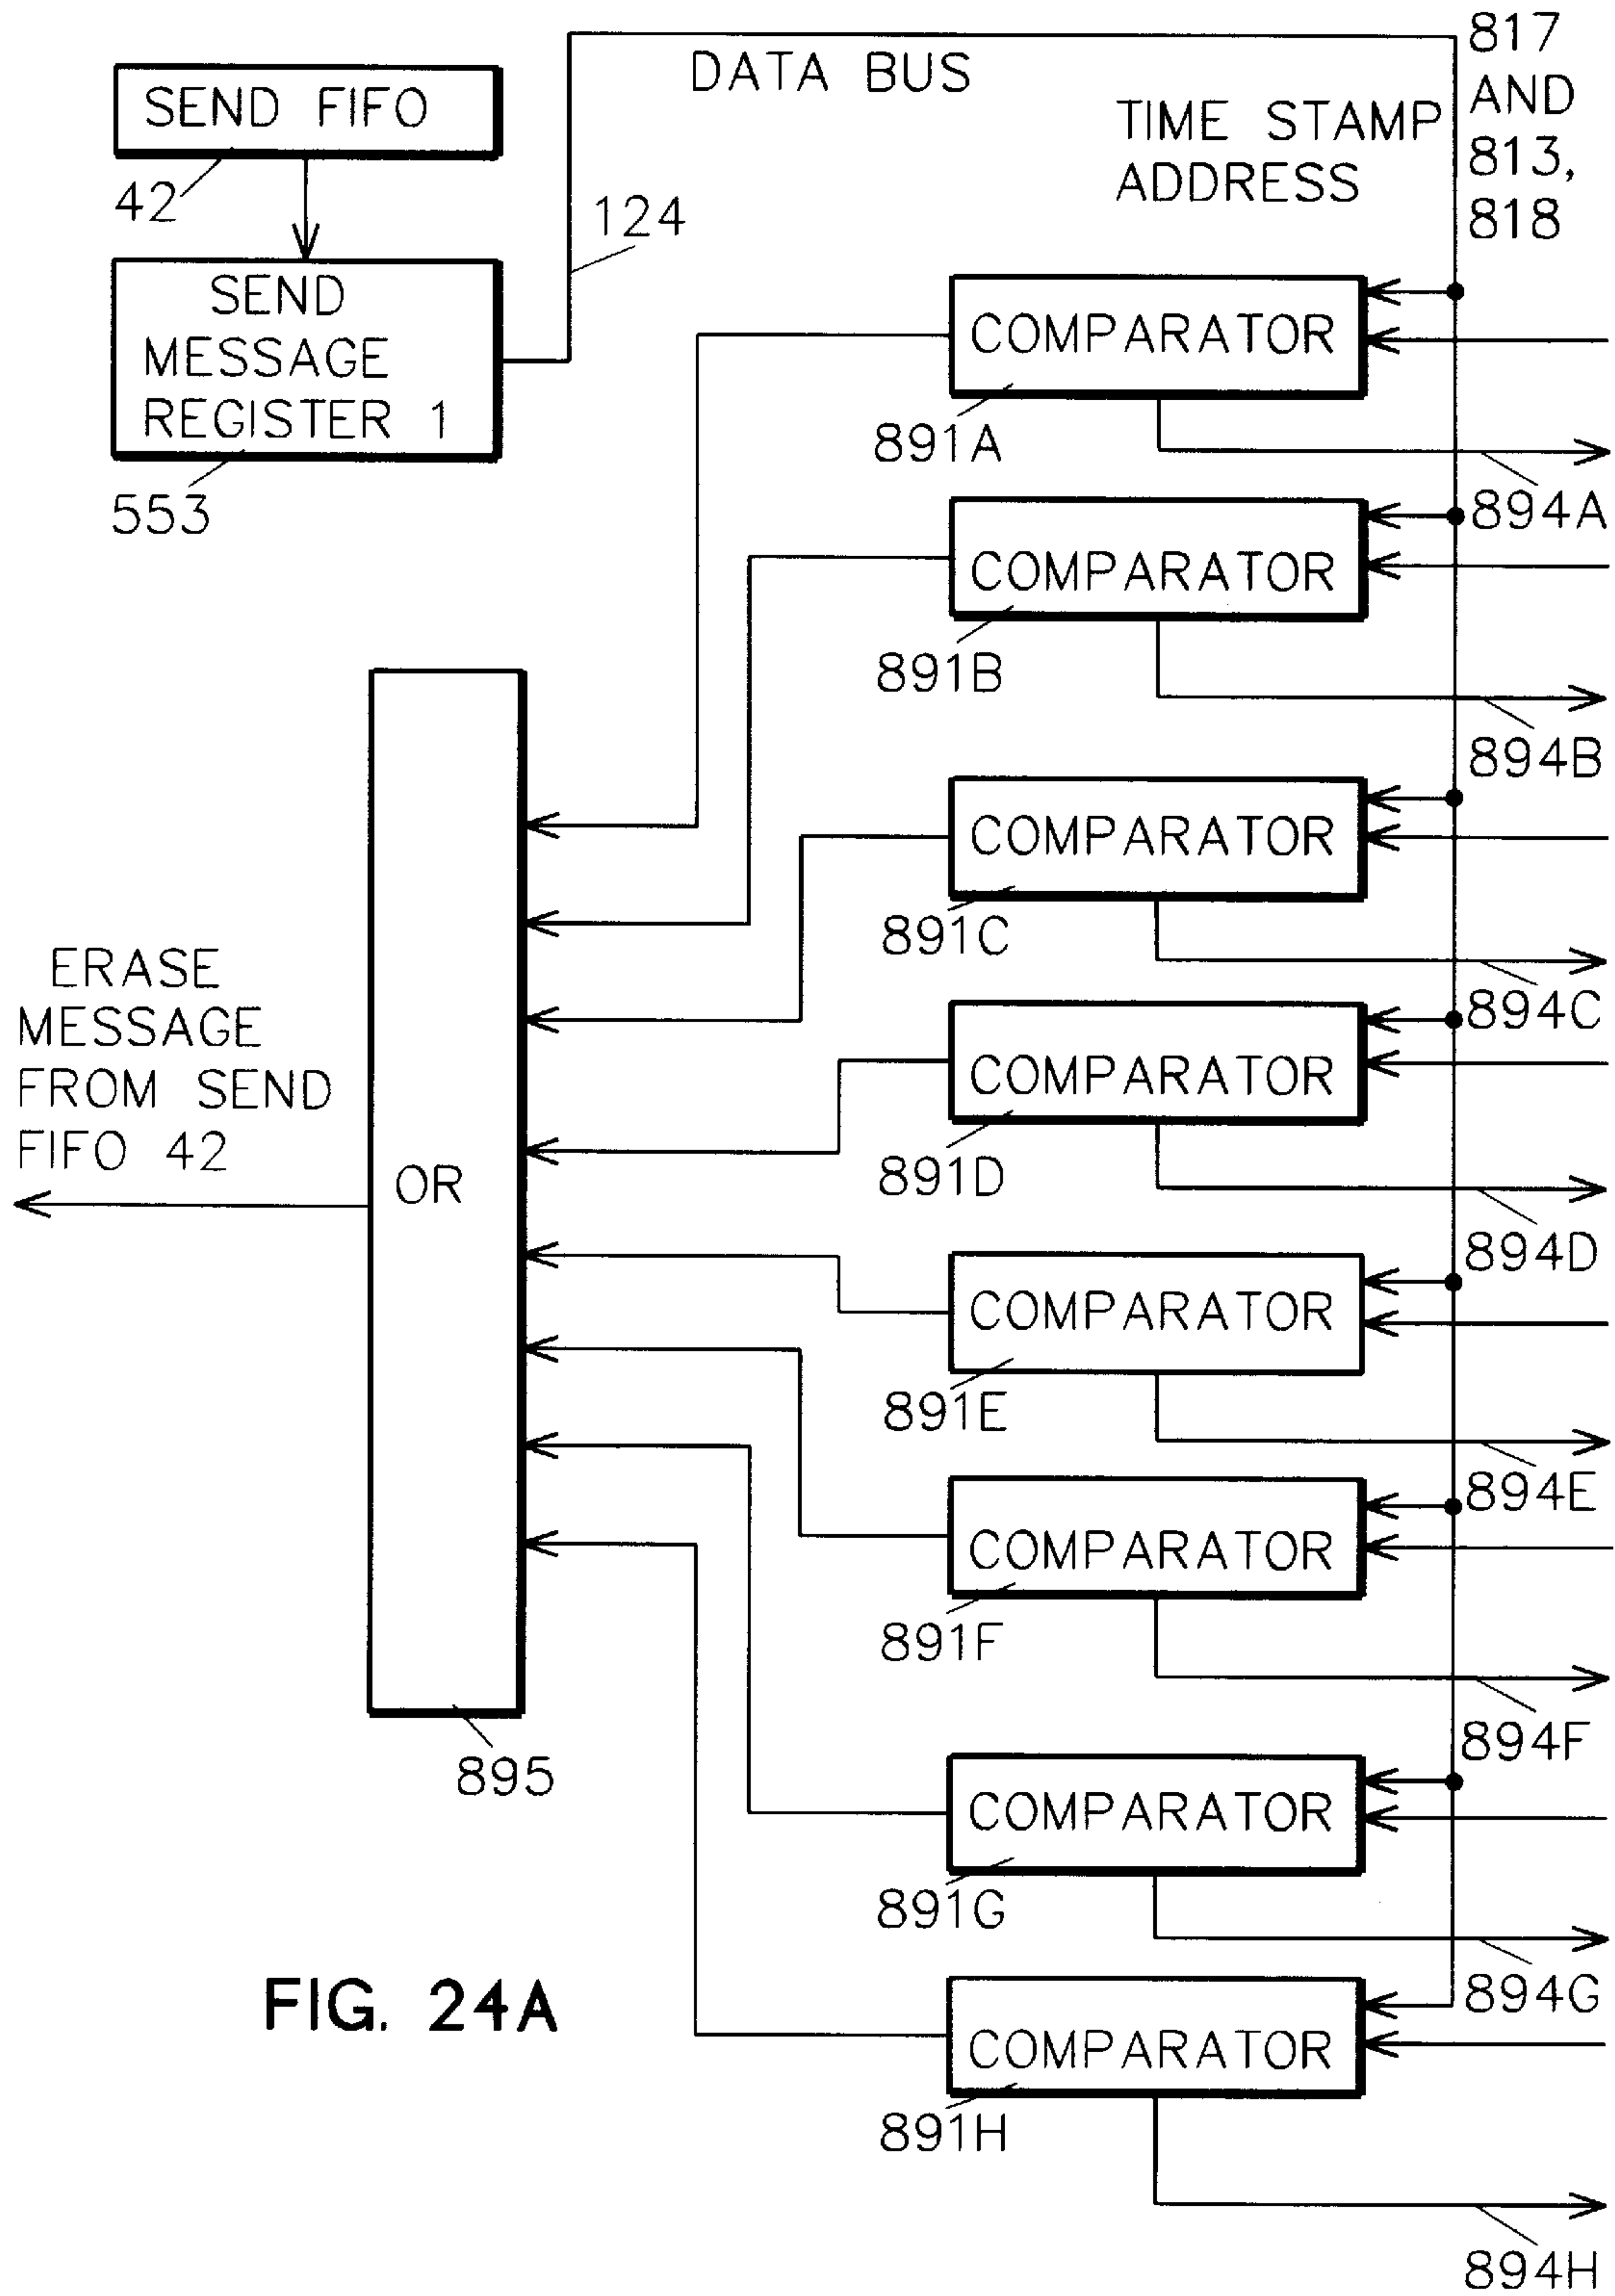 817
AND
813,
818
DATA BUS
TIME STAMP
ADDRESS
SEND FIFO
42
124
SEND
MESSAGE
REGISTER 1
553
COMPARATOR
891A
894A
COMPARATOR
891B
894B
COMPARATOR
891C
894C
COMPARATOR
891D
894D
ERASE
MESSAGE
FROM SEND
FIFO 42
OR
895
COMPARATOR
891E
894E
COMPARATOR
891F
894F
COMPARATOR
891G
894G
COMPARATOR
891H
894H
FIG. 24A